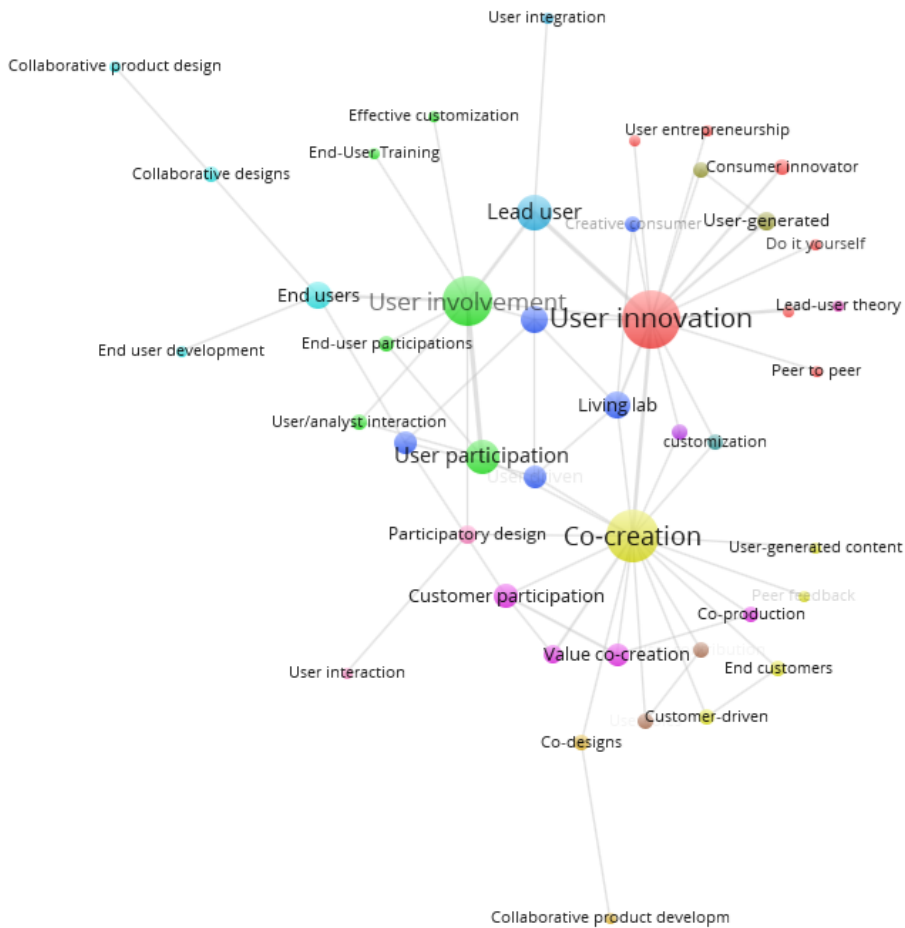 User integration
Collaborative product design
Effective customization
User entrepreneurship
End-User Training
Consumer innovator
Collaborative designs
Lead user
Creative consumer
User-generated
Do it yourself
End users
User involvement
Lead-user theory
User innovation
End user development
End-user participations
Peer to peer
Living lab
User/analyst interaction
customization
User participation
User driven
Participatory design
Co-creation
User-generated content
Customer participation
Peer feedback
Co-production
Value co-creation
End customers
User interaction
Customer-driven
Co-designs
Collaborative product developm